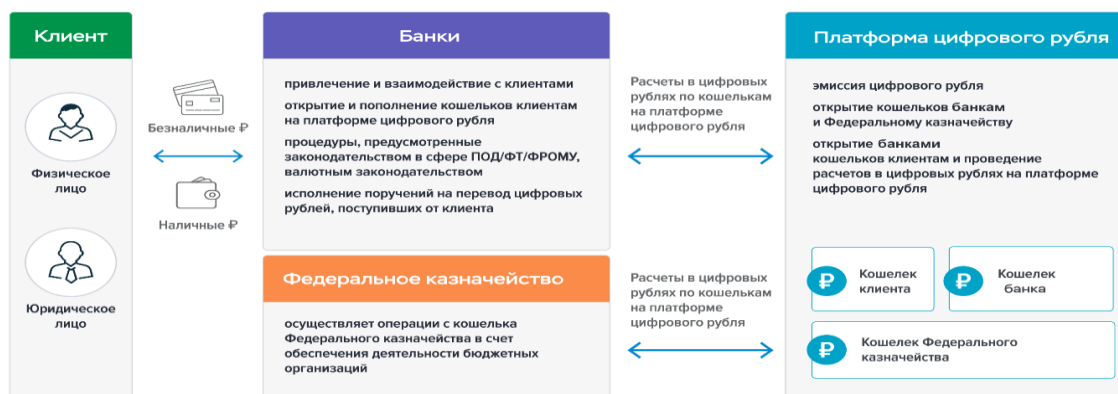 Клиент
Физическое
лицо
Юридическое
лицо
Безналичные ₽
Наличные ₽
Банки
привлечение и взаимодействие с клиентами
открытие и пополнение кошельков клиентам
на платформе цифрового рубля
процедуры, предусмотренные
законодательством в сфере ПОД/ФТ/ФРОМУ,
валютным законодательством
исполнение поручений на перевод цифровых
рублей, поступивших от клиента
Федеральное казначейство
осуществляет операции с кошелька
Федерального казначейства в счет
обеспечения деятельности бюджетных
организаций
Расчеты в цифровых
рублях по кошелькам
на платформе
цифрового рубля
Расчеты в цифровых
рублях по кошелькам
на платформе
цифрового рубля
Платформа цифрового рубля
эмиссия цифрового рубля
открытие кошельков банкам
и Федеральному казначейству
открытие банками
кошельков клиентам и проведение
расчетов в цифровых рублях на платформе
цифрового рубля
₽ Кошелек
клиента
₽ Кошелек
банка
₽ Кошелек Федерального
казначейства